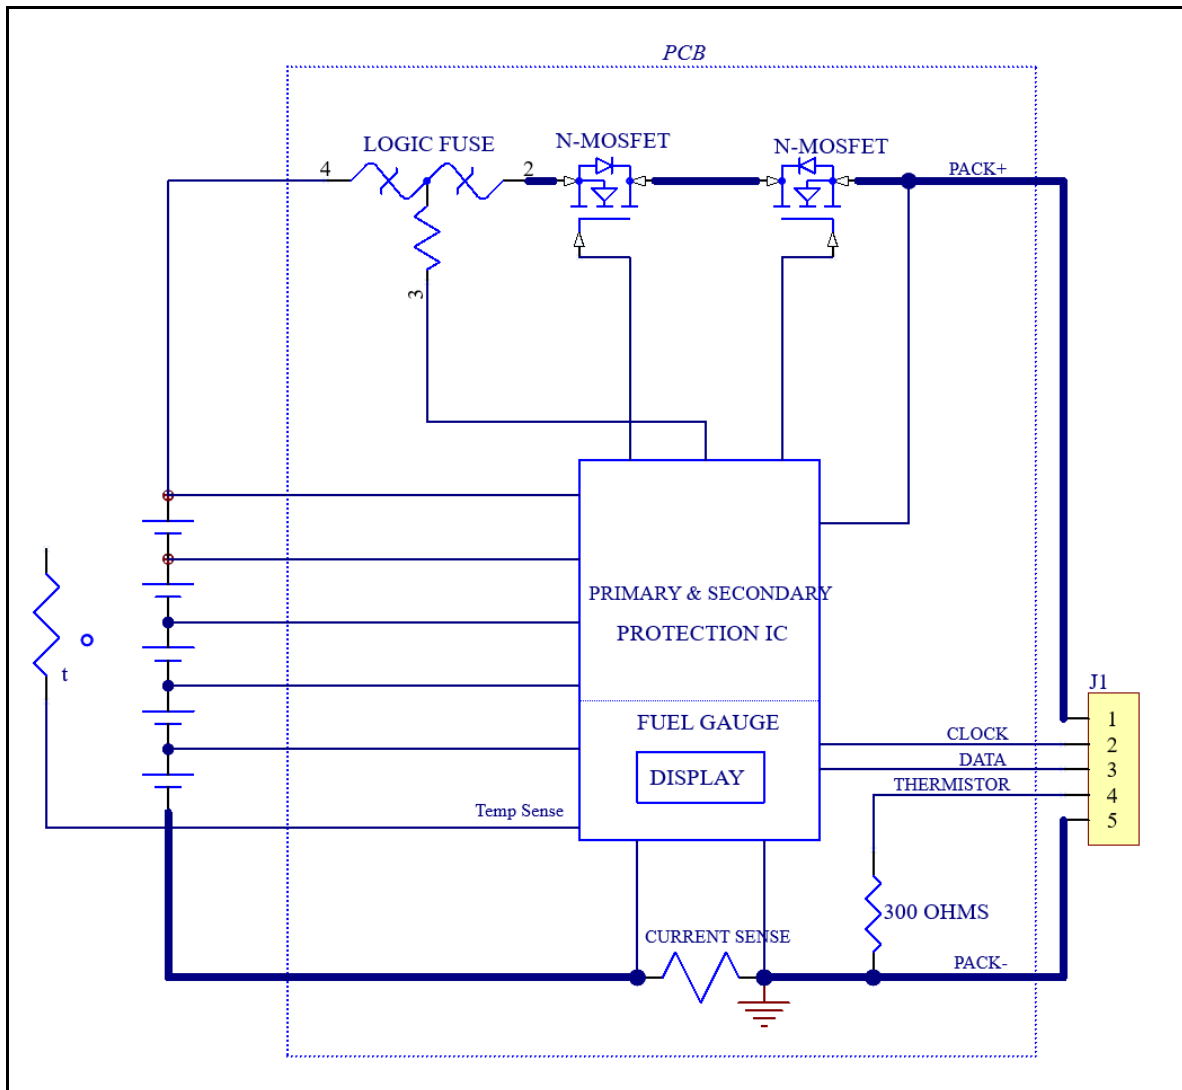 PCB
LOGIC FUSE
N-MOSFET
N-MOSFET
4
2
PACK+
3
PRIMARY & SECONDARY
PROTECTION IC
t
J1
FUEL GAUGE
1
CLOCK
2
DISPLAY
DATA
3
THERMISTOR
4
Temp Sense
5
300 OHMS
CURRENT SENSE
PACK-